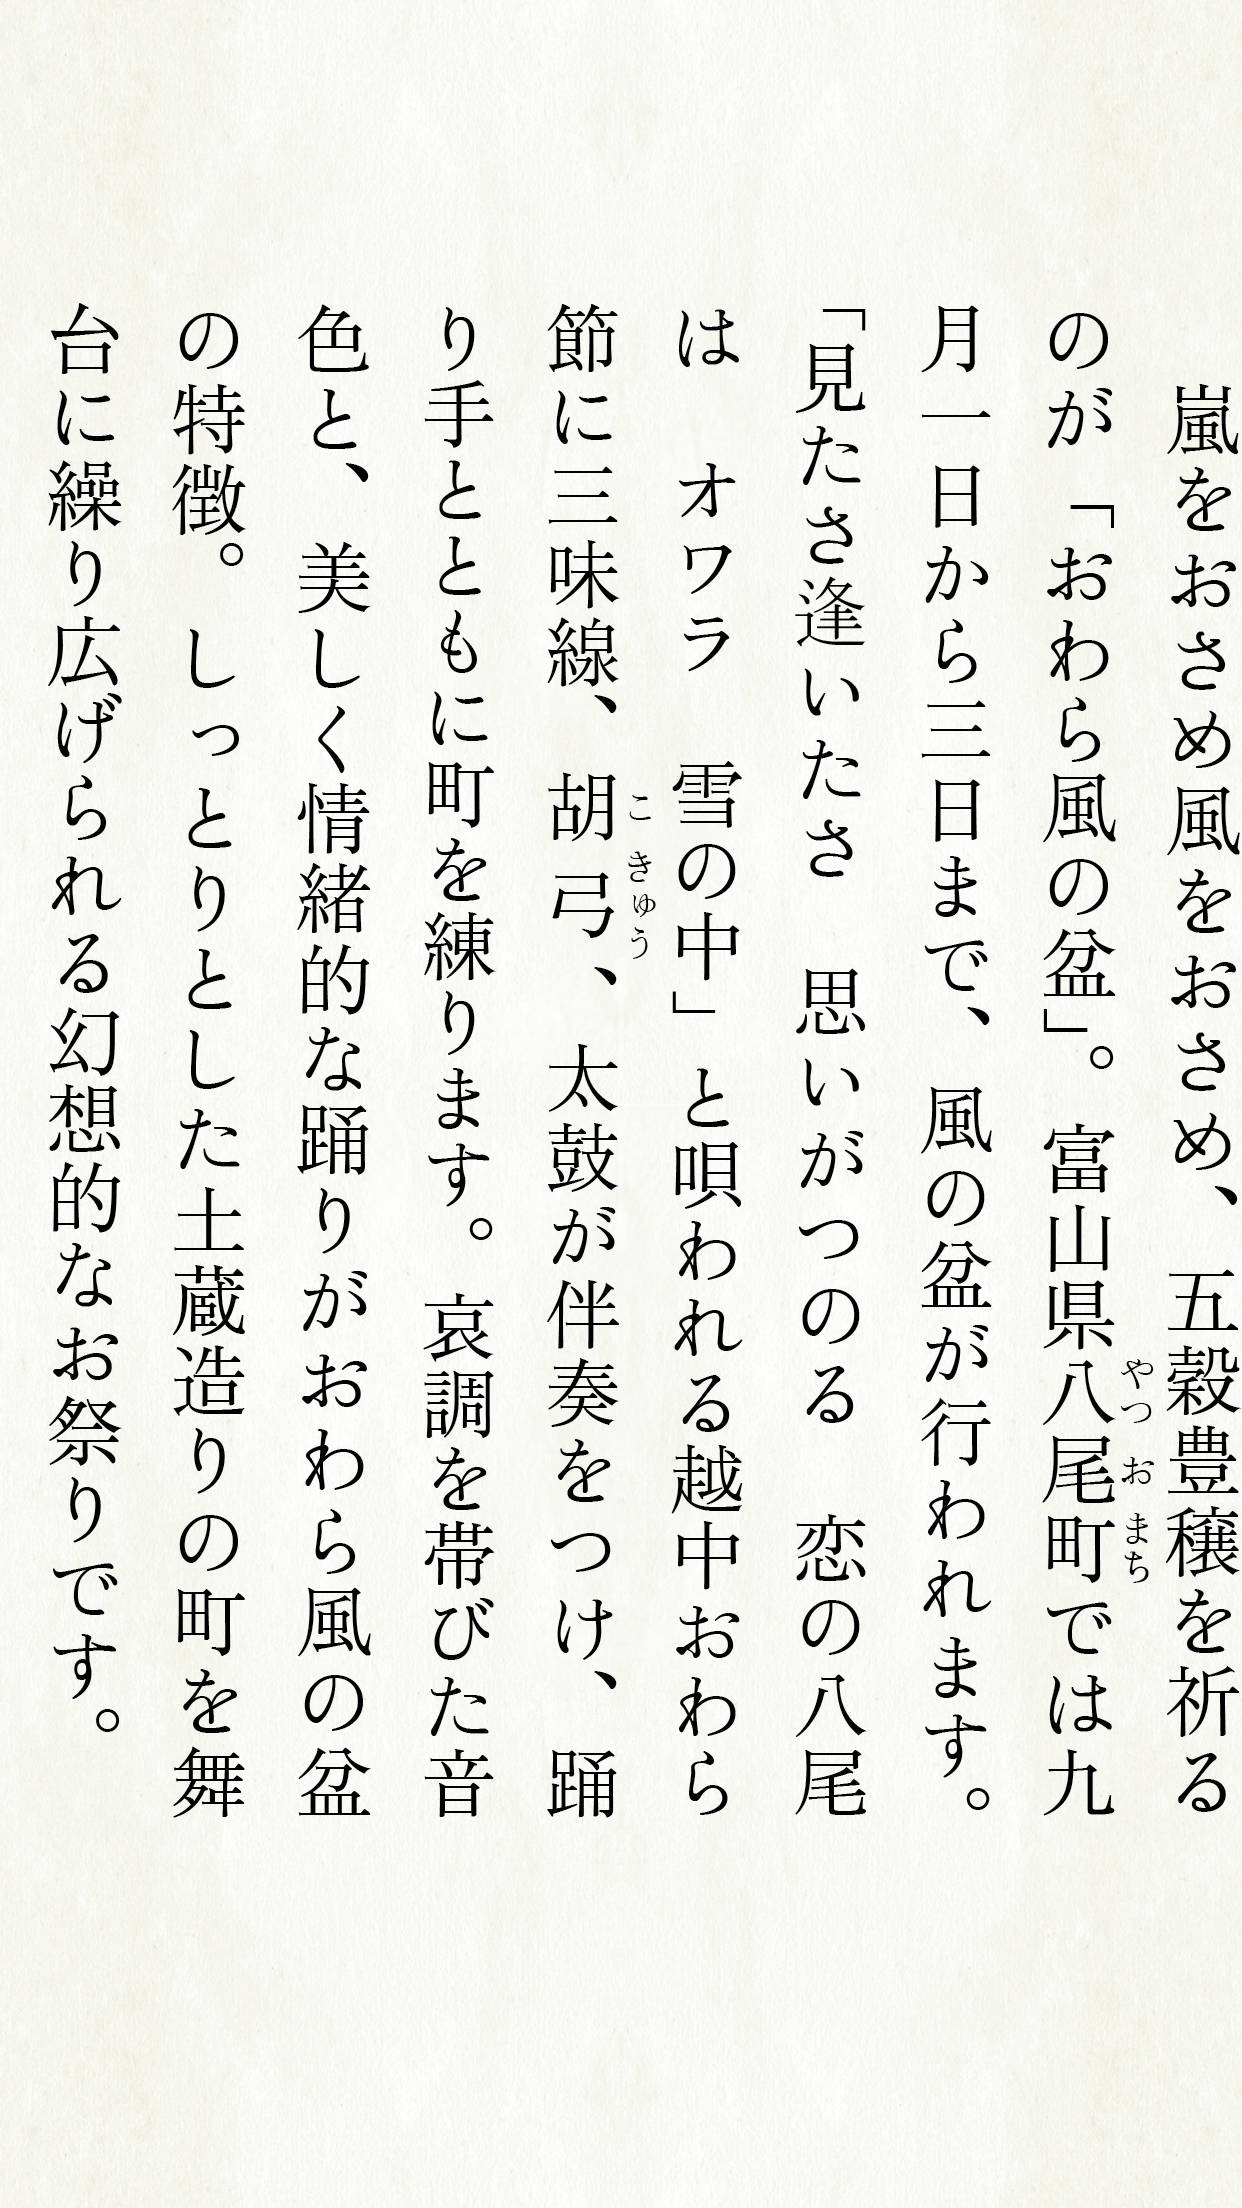 嵐をおさめ風をおさめ、五穀豊穣を祈る
のが「おわら風の盆」。富山県八尾町では九
やつおまち
月一日から三日まで、風の盆が行われます。
「見たさ逢いたさ　思いがつのる　恋の八尾
は　オワラ　雪の中」と唄われる越中おわら
節に三味線、胡弓、太鼓が伴奏をつけ、踊
こきゅう
り手とともに町を練ります。哀調を帯びた音
色と、美しく情緒的な踊りがおわら風の盆
の特徴。しっとりとした土蔵造りの町を舞
台に繰り広げられる幻想的なお祭りです。